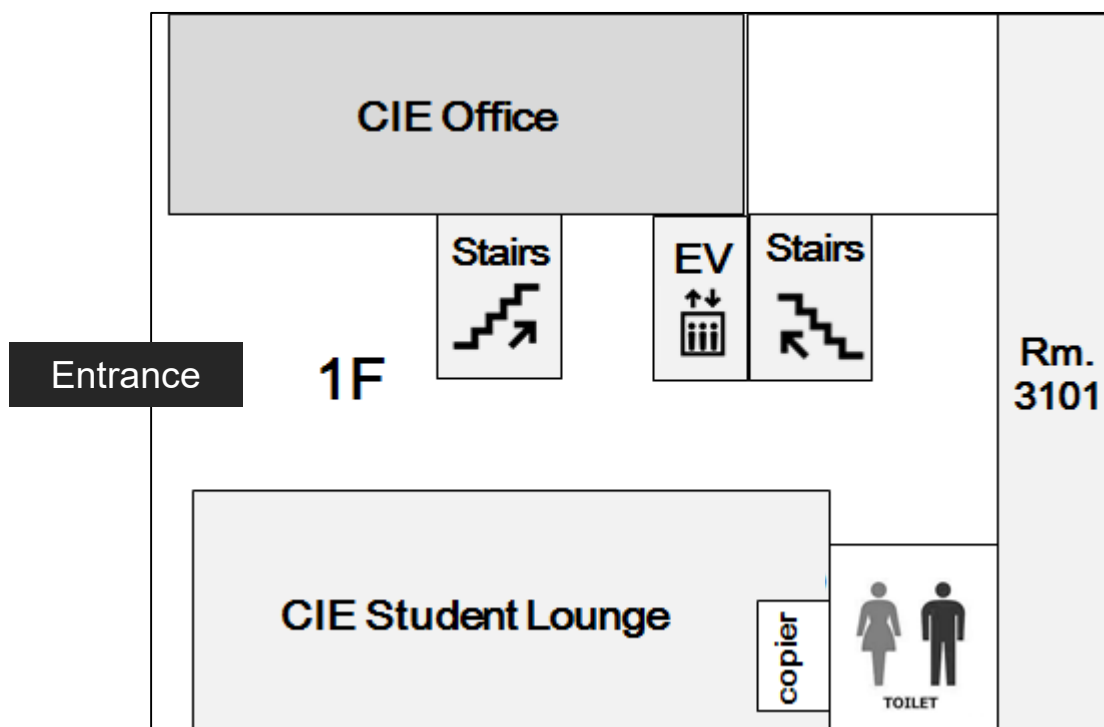 CIE Office
Stairs
EV
Stairs
Entrance
1F
Rm.
3101
CIE Student Lounge
copier
TOILET